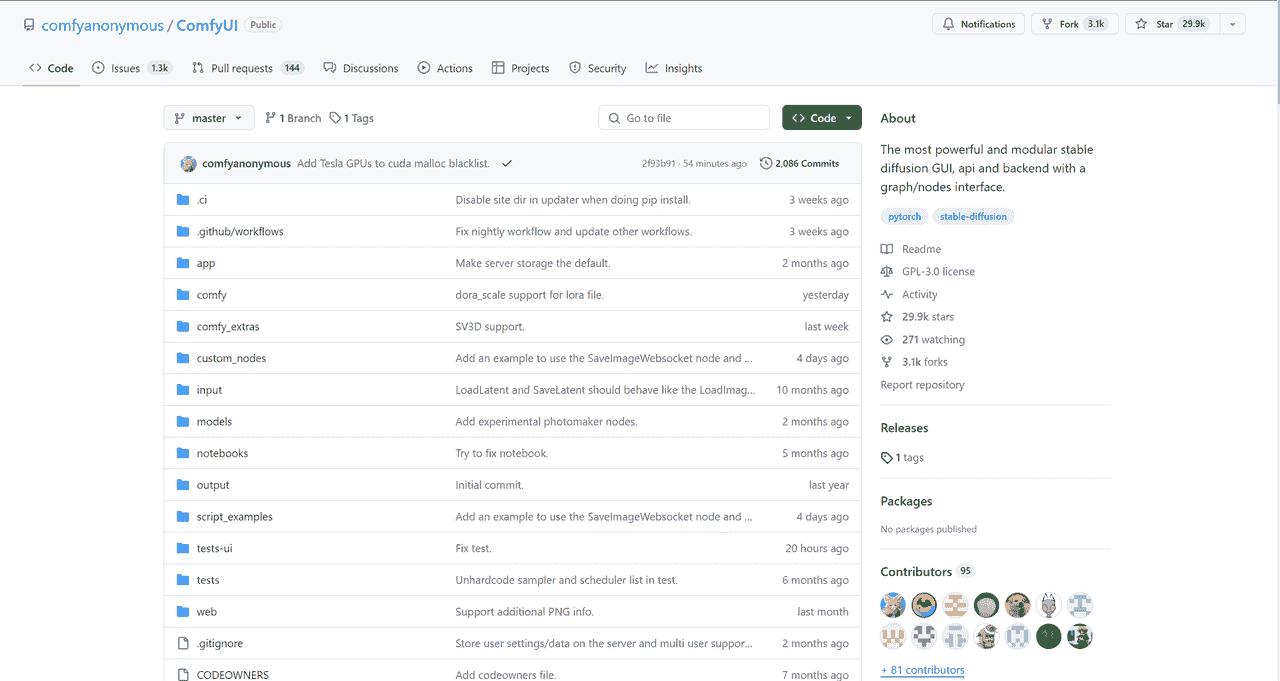 comfyanonymous / ComfyUI Public
Notifications Fork 3.1k Star 29.9k
Code Issues 1.3k Pull requests 144 Discussions Actions Projects Security Insights
master 1 Branch 1 Tags Go to file Code
comfyanonymous Add Tesla GPUs to cuda malloc blacklist. 2f93b91 · 54 minutes ago 2,086 Commits
.ci Disable site dir in updater when doing pip install. 3 weeks ago
.github/workflows Fix nightly workflow and update other workflows. 3 weeks ago
app Make server storage the default. 2 months ago
comfy dora_scale support for lora file. yesterday
comfy_extras SV3D support. last week
custom_nodes Add an example to use the SaveImageWebsocket node and ... 4 days ago
input LoadLatent and SaveLatent should behave like the LoadImag... 10 months ago
models Add experimental photomaker nodes. 2 months ago
notebooks Try to fix notebook. 5 months ago
output Initial commit. last year
script_examples Add an example to use the SaveImageWebsocket node and ... 4 days ago
tests-ui Fix test. 20 hours ago
tests Unhardcode sampler and scheduler list in test. 6 months ago
web Support additional PNG info. last month
.gitignore Store user settings/data on the server and multi user suppor... 2 months ago
CODEOWNERS Add codeowners file. 7 months ago
About
The most powerful and modular stable
diffusion GUI, api and backend with a
graph/nodes interface.
pytorch stable-diffusion
Readme
GPL-3.0 license
Activity
29.9k stars
271 watching
3.1k forks
Report repository
Releases
1 tags
Packages
No packages published
Contributors 95
+ 81 contributors